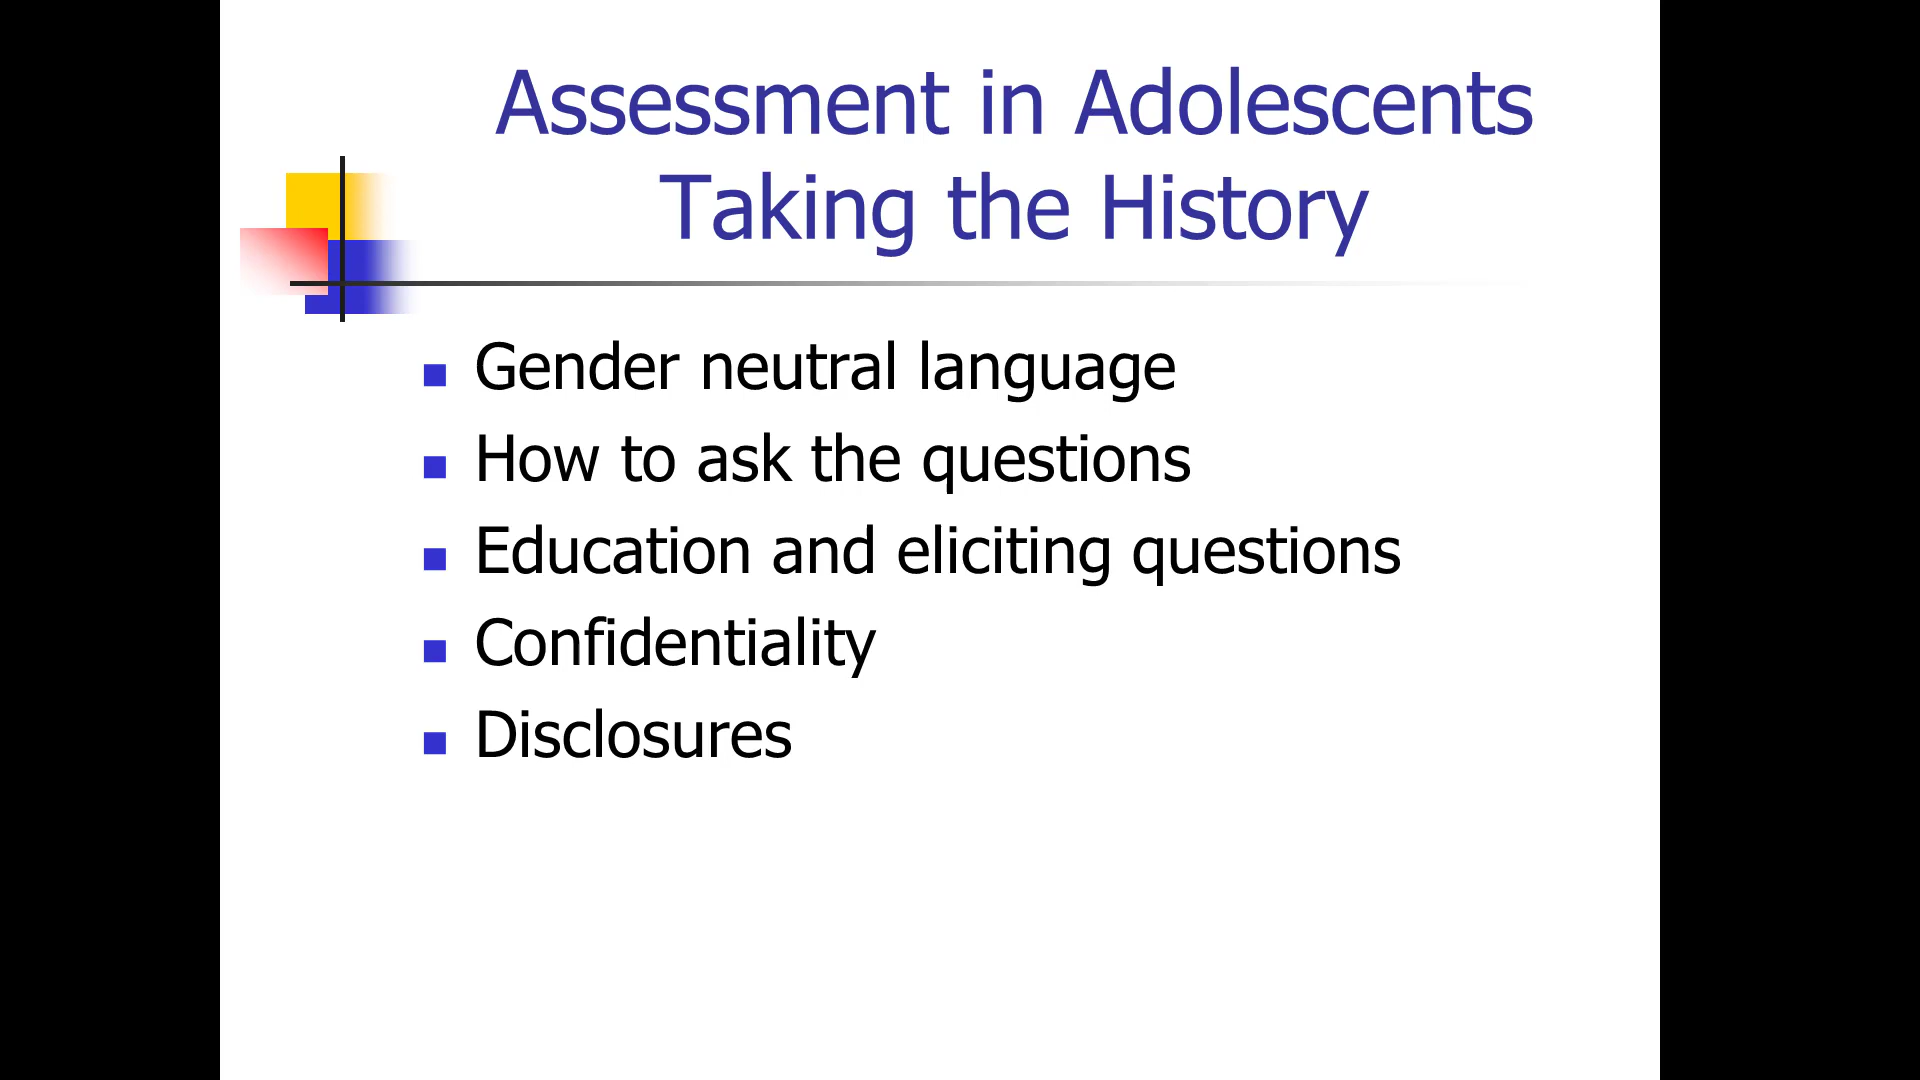 Assessment in Adolescents
Taking the History
Gender neutral language
How to ask the questions
Education and eliciting questions
Confidentiality
Disclosures